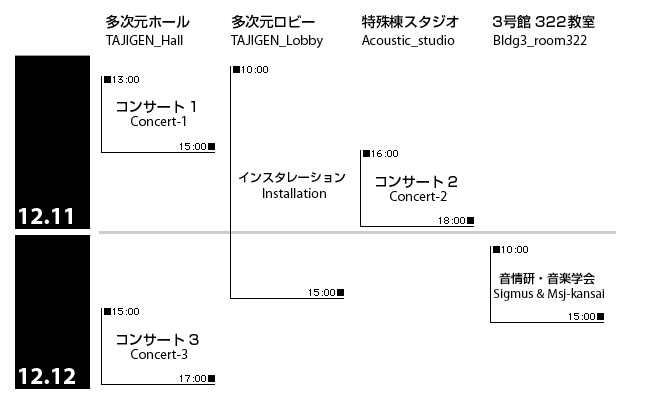 多次元ホール
TAJIGEN_Hall
多次元ロビー
TAJIGEN_Lobby
特殊棟スタジオ
Acoustic_studio
3号館 322教室
Bldg3_room322
12.11
■13:00
コンサート1
Concert-1
15:00■
■10:00
インスタレーション
Installation
15:00■
■16:00
コンサート2
Concert-2
18:00■
12.12
■15:00
コンサート3
Concert-3
17:00■
■10:00
音情研・音楽学会
Sigmus & Msj-kansai
15:00■